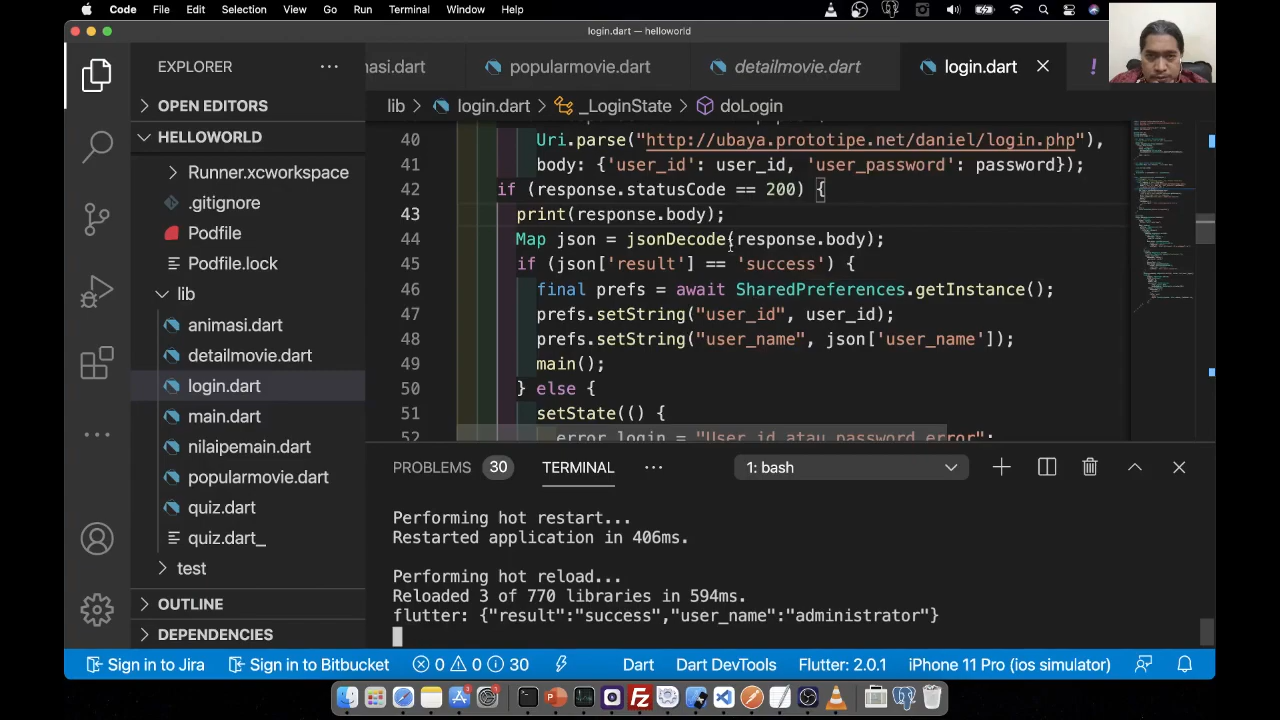 Code File Edit Selection View Go Run Terminal Window Help
login.dart — helloworld
EXPLORER
masi.dart popularmovie.dart detailmovie.dart login.dart
OPEN EDITORS
lib login.dart _LoginState doLogin
HELLOWORLD
Runner.xcworkspace
.gitignore
Podfile
Podfile.lock
lib
animasi.dart
detailmovie.dart
login.dart
main.dart
nilaipemain.dart
popularmovie.dart
quiz.dart
quiz.dart_
test
OUTLINE
DEPENDENCIES
40 Uri.parse("http://ubaya.prototipe.net/daniel/login.php"),
41 body: {'user_id': user_id, 'user_password': password});
42 if (response.statusCode == 200) {
43 print(response.body);
44 Map json = jsonDecode(response.body);
45 if (json['result'] == 'success') {
46 final prefs = await SharedPreferences.getInstance();
47 prefs.setString("user_id", user_id);
48 prefs.setString("user_name", json['user_name']);
49 main();
50 } else {
51 setState(() {
52 error_login = "User id atau password error";
PROBLEMS 30 TERMINAL 1: bash
Performing hot restart...
Restarted application in 406ms.
Performing hot reload...
Reloaded 3 of 770 libraries in 594ms.
flutter: {"result":"success","user_name":"administrator"}
Sign in to Jira Sign in to Bitbucket 0 0 30 Dart Dart DevTools Flutter: 2.0.1 iPhone 11 Pro (ios simulator)